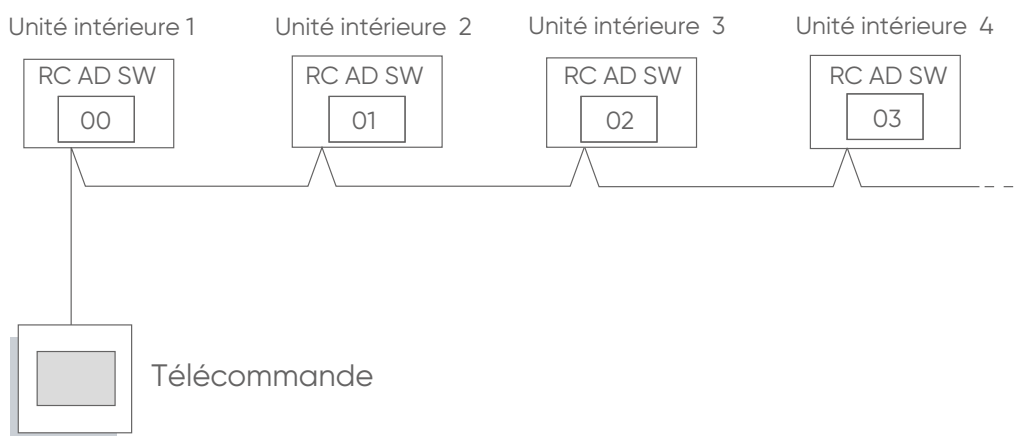 Unité intérieure 1 Unité intérieure 2 Unité intérieure 3 Unité intérieure 4
RC AD SW RC AD SW RC AD SW RC AD SW
00 01 02 03
Télécommande